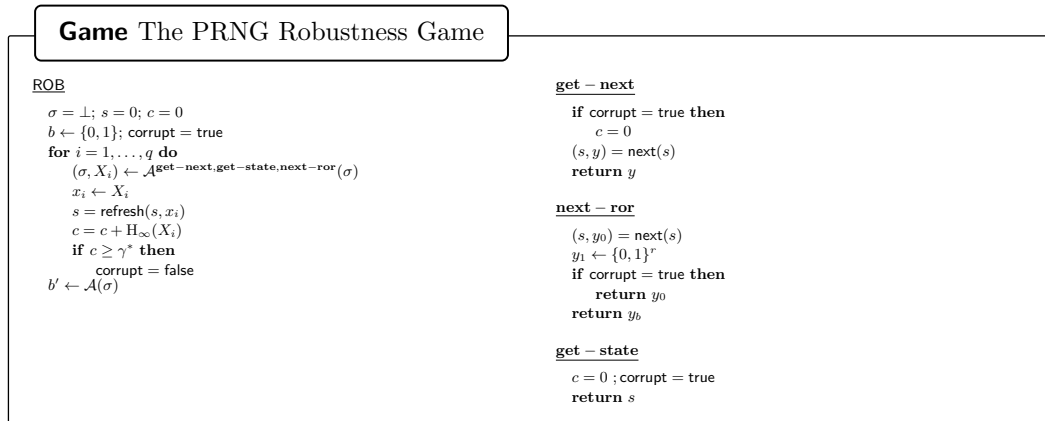 Game The PRNG Robustness Game
ROB
σ = ⊥; s = 0; c = 0
b ← {0, 1}; corrupt = true
for i = 1, . . . , q do
(σ, X_i) ← 𝒜^{get−next,get−state,next−ror}(σ)
x_i ← X_i
s = refresh(s, x_i)
c = c + H_∞(X_i)
if c ≥ γ* then
corrupt = false
b′ ← 𝒜(σ)
get − next
if corrupt = true then
c = 0
(s, y) = next(s)
return y
next − ror
(s, y_0) = next(s)
y_1 ← {0, 1}^r
if corrupt = true then
return y_0
return y_b
get − state
c = 0 ; corrupt = true
return s